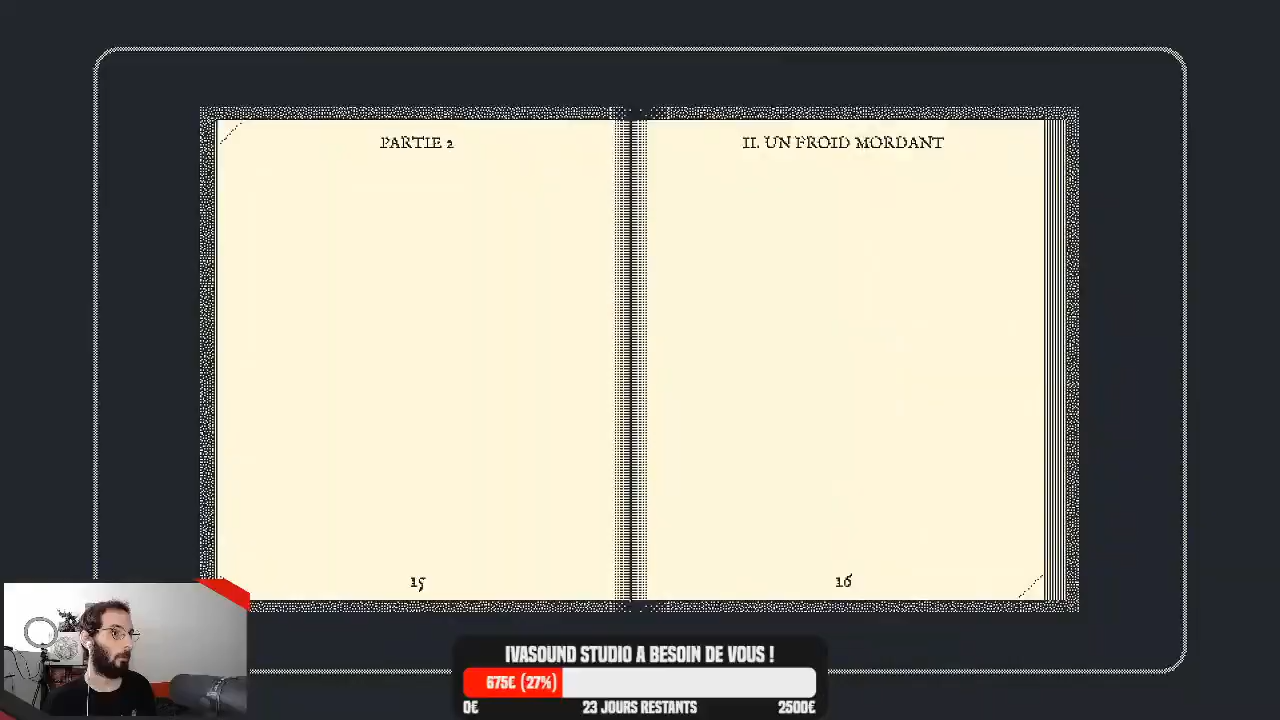 PARTIE 2
II. UN FROID MORDANT
15
16
IVASOUND STUDIO A BESOIN DE VOUS !
675€ (27%)
0€ 23 JOURS RESTANTS 2500€